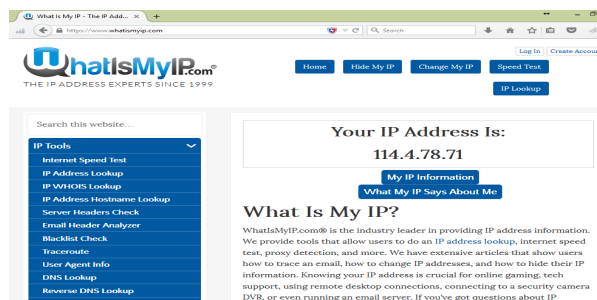 What Is My IP - The IP Add...
https://www.whatismyip.com
Search
Log In
Create Accou
WhatIsMyIP.com®
THE IP ADDRESS EXPERTS SINCE 1999
Home
Hide My IP
Change My IP
Speed Test
IP Lookup
Search this website...
IP Tools
Internet Speed Test
IP Address Lookup
IP WHOIS Lookup
IP Address Hostname Lookup
Server Headers Check
Email Header Analyzer
Blacklist Check
Traceroute
User Agent Info
DNS Lookup
Reverse DNS Lookup
Your IP Address Is:
114.4.78.71
My IP Information
What My IP Says About Me
What Is My IP?
WhatIsMyIP.com® is the industry leader in providing IP address information.
We provide tools that allow users to do an IP address lookup, internet speed
test, proxy detection, and more. We have extensive articles that show users
how to trace an email, how to change IP addresses, and how to hide their IP
information. Knowing your IP address is crucial for online gaming, tech
support, using remote desktop connections, connecting to a security camera
DVR, or even running an email server. If you've got questions about IP